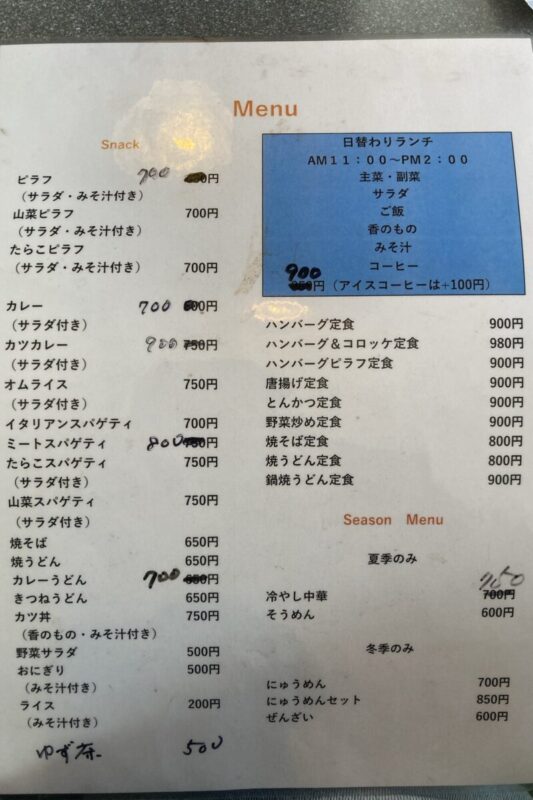 Menu
Snack
ピラフ 700 円
（サラダ・みそ汁付き）
山菜ピラフ 700円
（サラダ・みそ汁付き）
たらこピラフ
（サラダ・みそ汁付き） 700円
カレー 700 600円
（サラダ付き）
カツカレー 900 750円
（サラダ付き）
オムライス 750円
（サラダ付き）
イタリアンスパゲティ 700円
ミートスパゲティ 800 750円
たらこスパゲティ 750円
（サラダ付き）
山菜スパゲティ 750円
（サラダ付き）
焼そば 650円
焼うどん 650円
カレーうどん 700 650円
きつねうどん 650円
カツ丼 750円
（香のもの・みそ汁付き）
野菜サラダ 500円
おにぎり 500円
（みそ汁付き）
ライス 200円
（みそ汁付き）
ゆず茶 500
日替わりランチ
AM11：00～PM2：00
主菜・副菜
サラダ
ご飯
香のもの
みそ汁
コーヒー
900
850円（アイスコーヒーは+100円）
ハンバーグ定食 900円
ハンバーグ＆コロッケ定食 980円
ハンバーグピラフ定食 900円
唐揚げ定食 900円
とんかつ定食 900円
野菜炒め定食 900円
焼そば定食 800円
焼うどん定食 800円
鍋焼うどん定食 900円
Season Menu
夏季のみ
冷やし中華 700円
そうめん 600円
冬季のみ
にゅうめん 700円
にゅうめんセット 850円
ぜんざい 600円